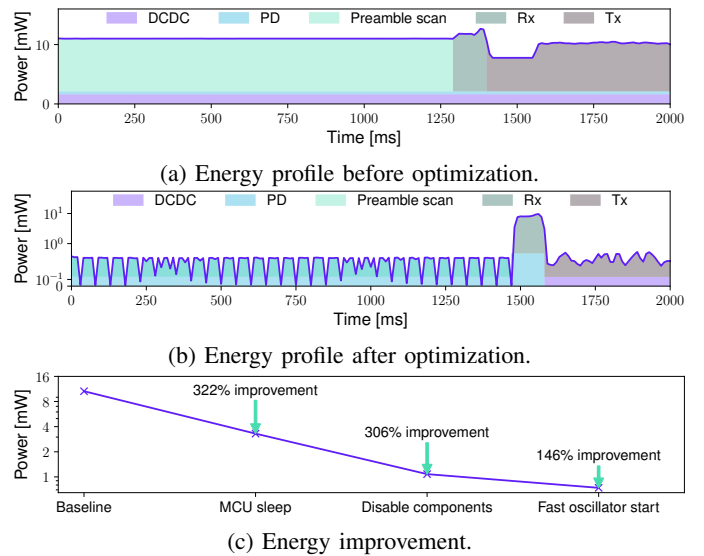 DCDC PD Preamble scan Rx Tx
Power [mW]
10
0
0 250 500 750 1000 1250 1500 1750 2000
Time [ms]
(a) Energy profile before optimization.
DCDC PD Preamble scan Rx Tx
Power [mW]
10^1
10^0
10^−1
0
0 250 500 750 1000 1250 1500 1750 2000
Time [ms]
(b) Energy profile after optimization.
Power [mW]
16
8
4
2
1
322% improvement
306% improvement
146% improvement
Baseline MCU sleep Disable components Fast oscillator start
(c) Energy improvement.